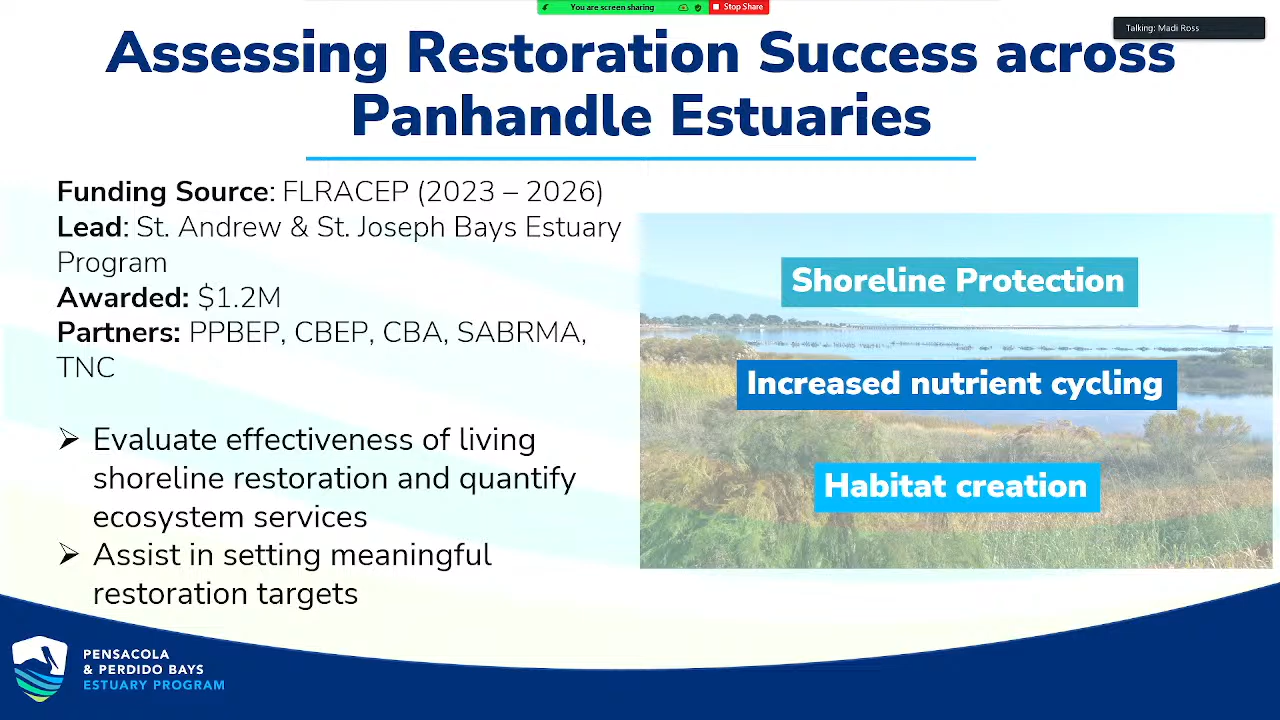 You are screen sharing
Stop Share
Talking: Madi Ross
Assessing Restoration Success across
Panhandle Estuaries
Funding Source: FLRACEP (2023 – 2026)
Lead: St. Andrew & St. Joseph Bays Estuary
Program
Awarded: $1.2M
Partners: PPBEP, CBEP, CBA, SABRMA,
TNC
Evaluate effectiveness of living
shoreline restoration and quantify
ecosystem services
Assist in setting meaningful
restoration targets
Shoreline Protection
Increased nutrient cycling
Habitat creation
PENSACOLA
& PERDIDO BAYS
ESTUARY PROGRAM